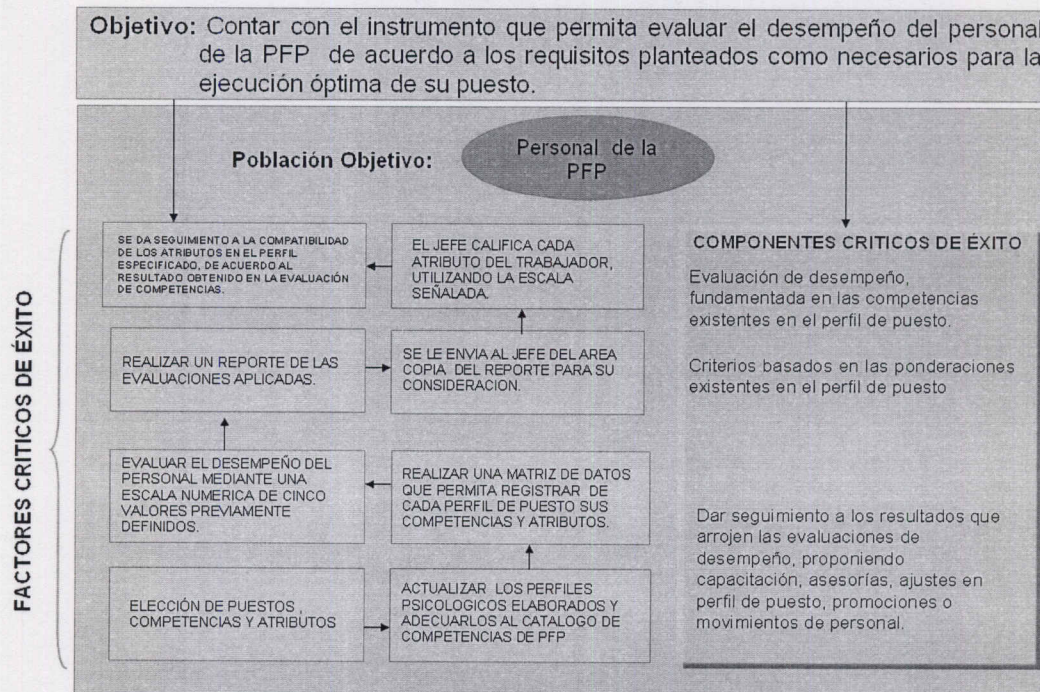 Objetivo: Contar con el instrumento que permita evaluar el desempeño del personal
de la PFP de acuerdo a los requisitos planteados como necesarios para la
ejecución óptima de su puesto.
Población Objetivo:
Personal de la
PFP
FACTORES CRITICOS DE ÉXITO
SE DA SEGUIMIENTO A LA COMPATIBILIDAD
DE LOS ATRIBUTOS EN EL PERFIL
ESPECIFICADO, DE ACUERDO AL
RESULTADO OBTENIDO EN LA EVALUACIÓN
DE COMPETENCIAS.
EL JEFE CALIFICA CADA
ATRIBUTO DEL TRABAJADOR,
UTILIZANDO LA ESCALA
SEÑALADA.
REALIZAR UN REPORTE DE LAS
EVALUACIONES APLICADAS.
SE LE ENVIA AL JEFE DEL AREA
COPIA DEL REPORTE PARA SU
CONSIDERACION.
EVALUAR EL DESEMPEÑO DEL
PERSONAL MEDIANTE UNA
ESCALA NUMERICA DE CINCO
VALORES PREVIAMENTE
DEFINIDOS.
REALIZAR UNA MATRIZ DE DATOS
QUE PERMITA REGISTRAR DE
CADA PERFIL DE PUESTO SUS
COMPETENCIAS Y ATRIBUTOS.
ELECCIÓN DE PUESTOS ,
COMPETENCIAS Y ATRIBUTOS
ACTUALIZAR LOS PERFILES
PSICOLOGICOS ELABORADOS Y
ADECUARLOS AL CATALOGO DE
COMPETENCIAS DE PFP
COMPONENTES CRITICOS DE ÉXITO
Evaluación de desempeño,
fundamentada en las competencias
existentes en el perfil de puesto.
Criterios basados en las ponderaciones
existentes en el perfil de puesto
Dar seguimiento a los resultados que
arrojen las evaluaciones de
desempeño, proponiendo
capacitación, asesorías, ajustes en
perfil de puesto, promociones o
movimientos de personal.